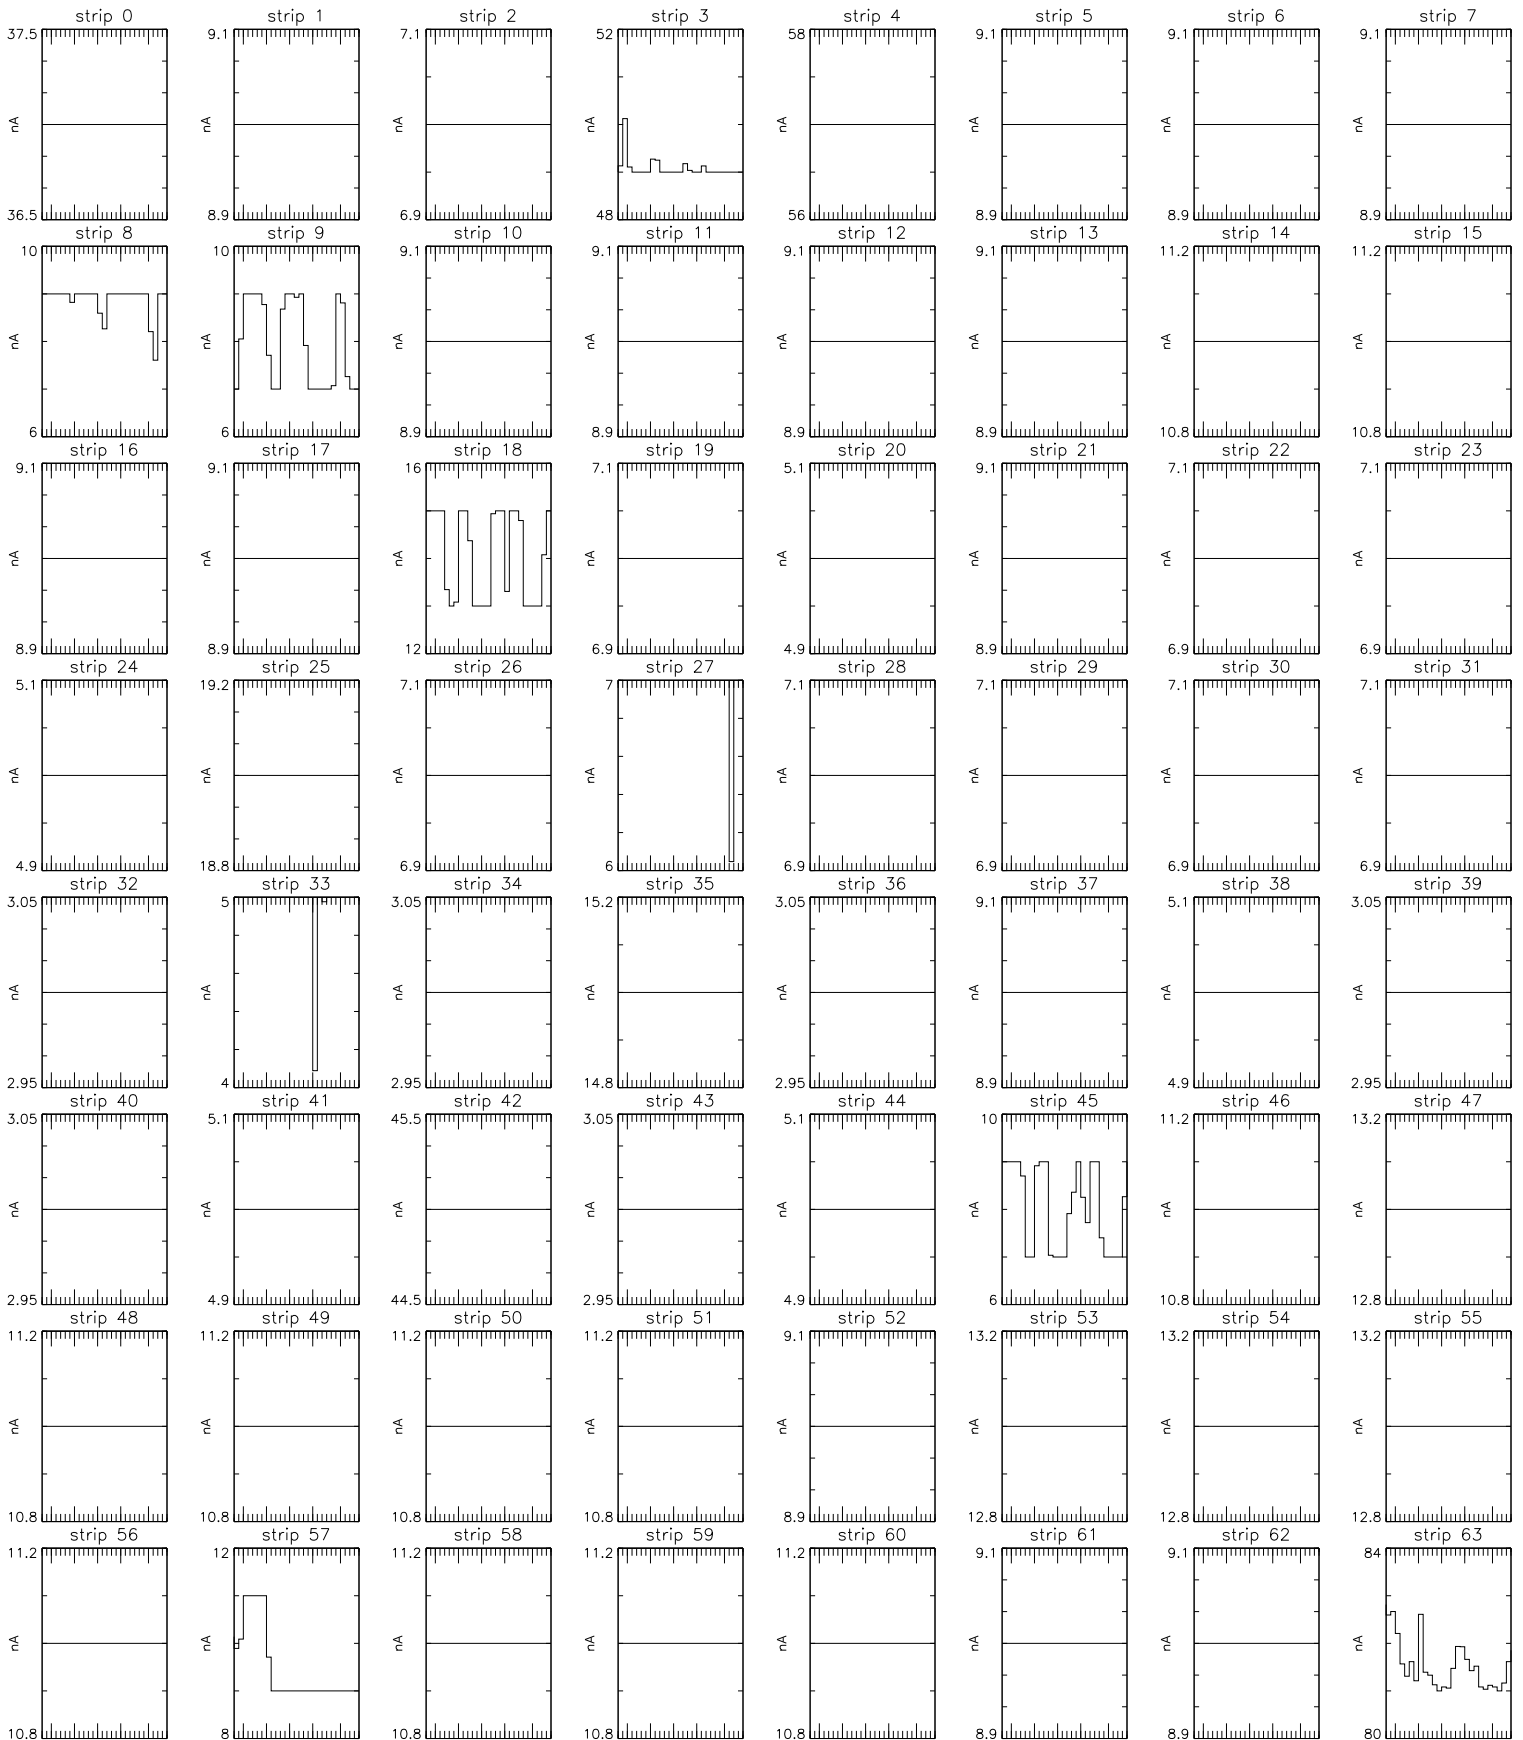 strip 0 strip 1 strip 2 strip 3 strip 4 strip 5 strip 6 strip 7
37.5 9.1 7.1 52 58 9.1 9.1 9.1
nA nA nA nA nA nA nA nA
36.5 8.9 6.9 48 56 8.9 8.9 8.9
strip 8 strip 9 strip 10 strip 11 strip 12 strip 13 strip 14 strip 15
10 10 9.1 9.1 9.1 9.1 11.2 11.2
nA nA nA nA nA nA nA nA
6 6 8.9 8.9 8.9 8.9 10.8 10.8
strip 16 strip 17 strip 18 strip 19 strip 20 strip 21 strip 22 strip 23
9.1 9.1 16 7.1 5.1 9.1 7.1 7.1
nA nA nA nA nA nA nA nA
8.9 8.9 12 6.9 4.9 8.9 6.9 6.9
strip 24 strip 25 strip 26 strip 27 strip 28 strip 29 strip 30 strip 31
5.1 19.2 7.1 7 7.1 7.1 7.1 7.1
nA nA nA nA nA nA nA nA
4.9 18.8 6.9 6 6.9 6.9 6.9 6.9
strip 32 strip 33 strip 34 strip 35 strip 36 strip 37 strip 38 strip 39
3.05 5 3.05 15.2 3.05 9.1 5.1 3.05
nA nA nA nA nA nA nA nA
2.95 4 2.95 14.8 2.95 8.9 4.9 2.95
strip 40 strip 41 strip 42 strip 43 strip 44 strip 45 strip 46 strip 47
3.05 5.1 45.5 3.05 5.1 10 11.2 13.2
nA nA nA nA nA nA nA nA
2.95 4.9 44.5 2.95 4.9 6 10.8 12.8
strip 48 strip 49 strip 50 strip 51 strip 52 strip 53 strip 54 strip 55
11.2 11.2 11.2 11.2 9.1 13.2 13.2 13.2
nA nA nA nA nA nA nA nA
10.8 10.8 10.8 10.8 8.9 12.8 12.8 12.8
strip 56 strip 57 strip 58 strip 59 strip 60 strip 61 strip 62 strip 63
11.2 12 11.2 11.2 11.2 9.1 9.1 84
nA nA nA nA nA nA nA nA
10.8 8 10.8 10.8 10.8 8.9 8.9 80